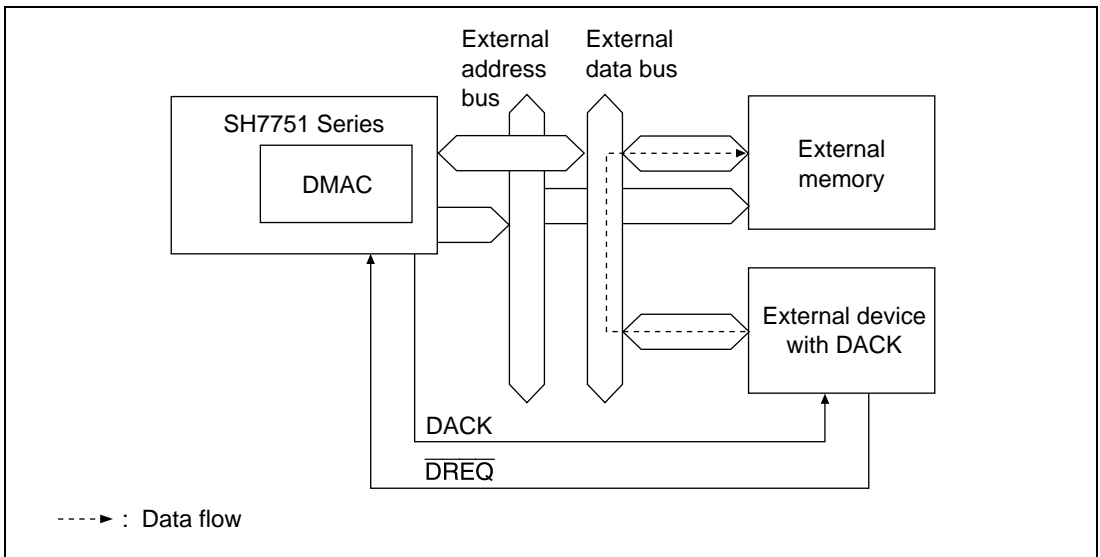 External
address
bus
External
data bus
SH7751 Series
DMAC
External
memory
External device
with DACK
DACK
DREQ
: Data flow